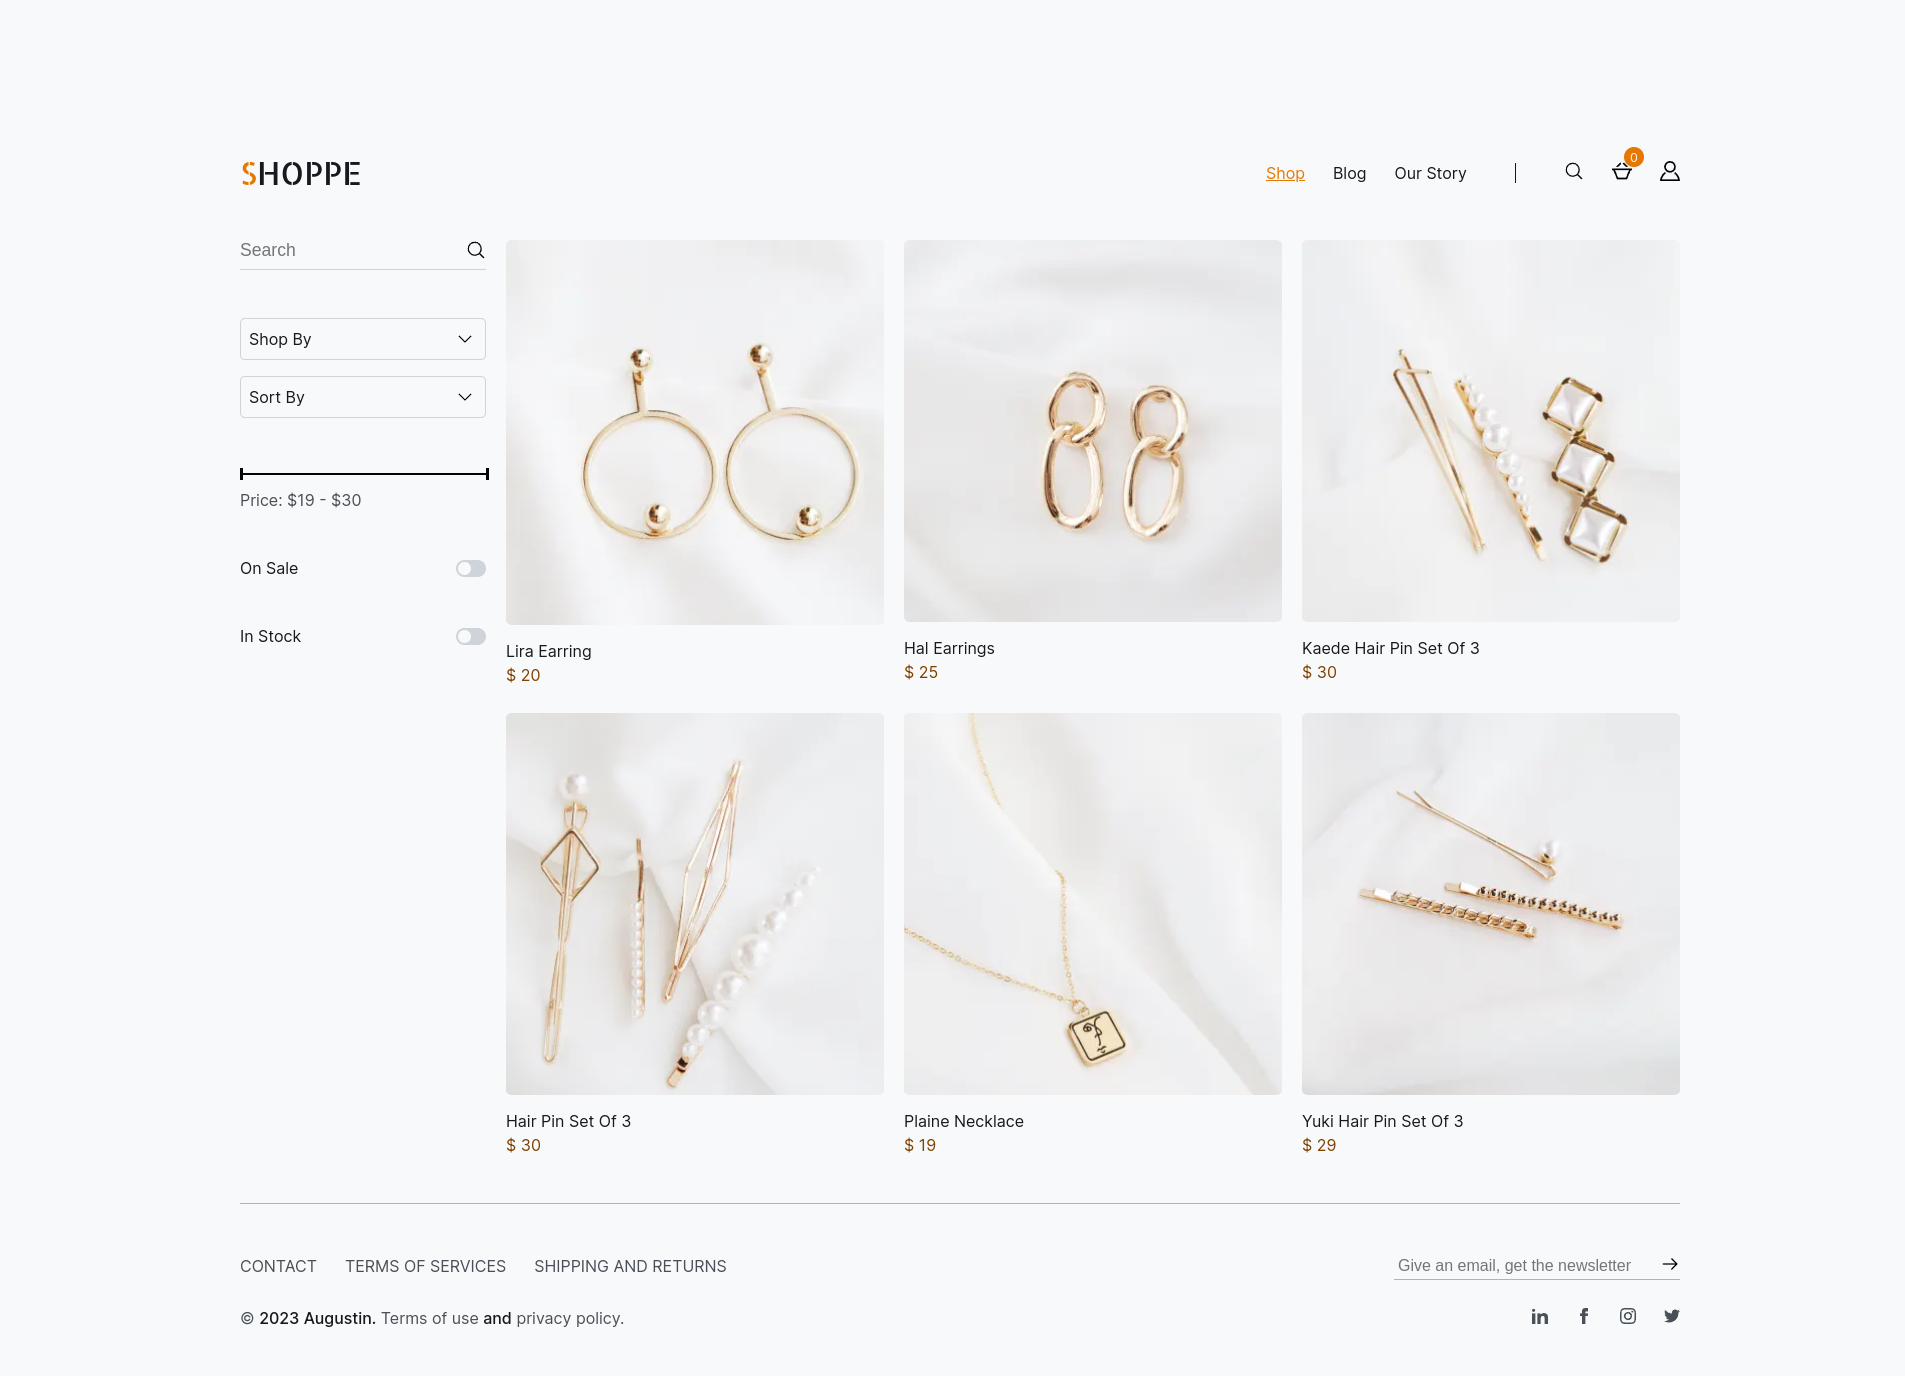 SHOPPE
Shop Blog Our Story
0
Search
Shop By
Sort By
Price: $19 - $30
On Sale
In Stock
Lira Earring
$ 20
Hal Earrings
$ 25
Kaede Hair Pin Set Of 3
$ 30
Hair Pin Set Of 3
$ 30
Plaine Necklace
$ 19
Yuki Hair Pin Set Of 3
$ 29
CONTACT TERMS OF SERVICES SHIPPING AND RETURNS
Give an email, get the newsletter
© 2023 Augustin. Terms of use and privacy policy.